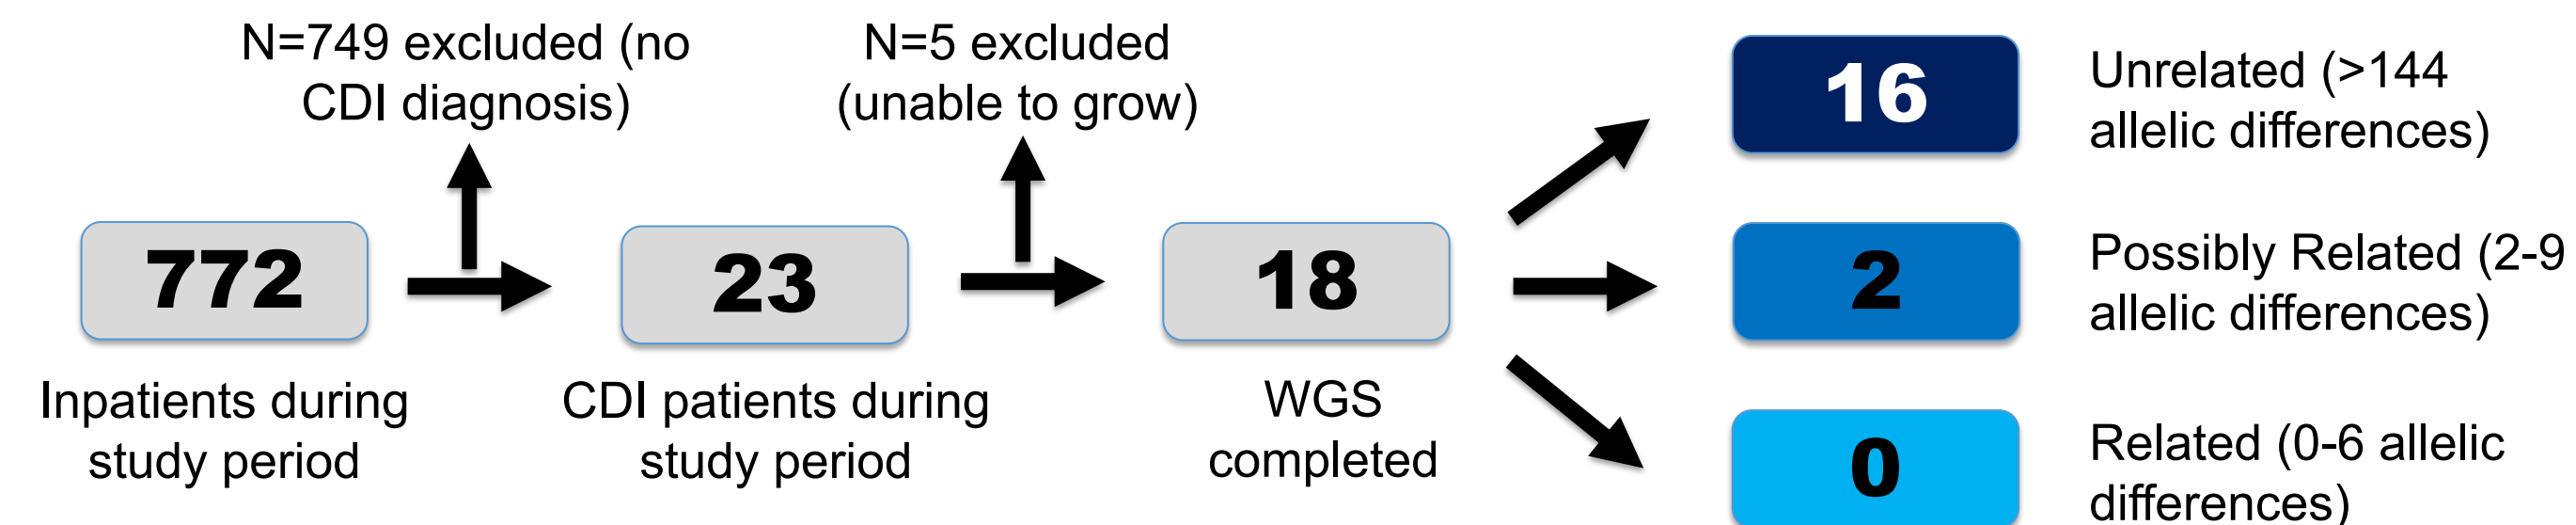 N=749 excluded (no
CDI diagnosis)
N=5 excluded
(unable to grow)
772
Inpatients during
study period
23
CDI patients during
study period
18
WGS
completed
16
Unrelated (>144
allelic differences)
2
Possibly Related (2-9
allelic differences)
0
Related (0-6 allelic
differences)